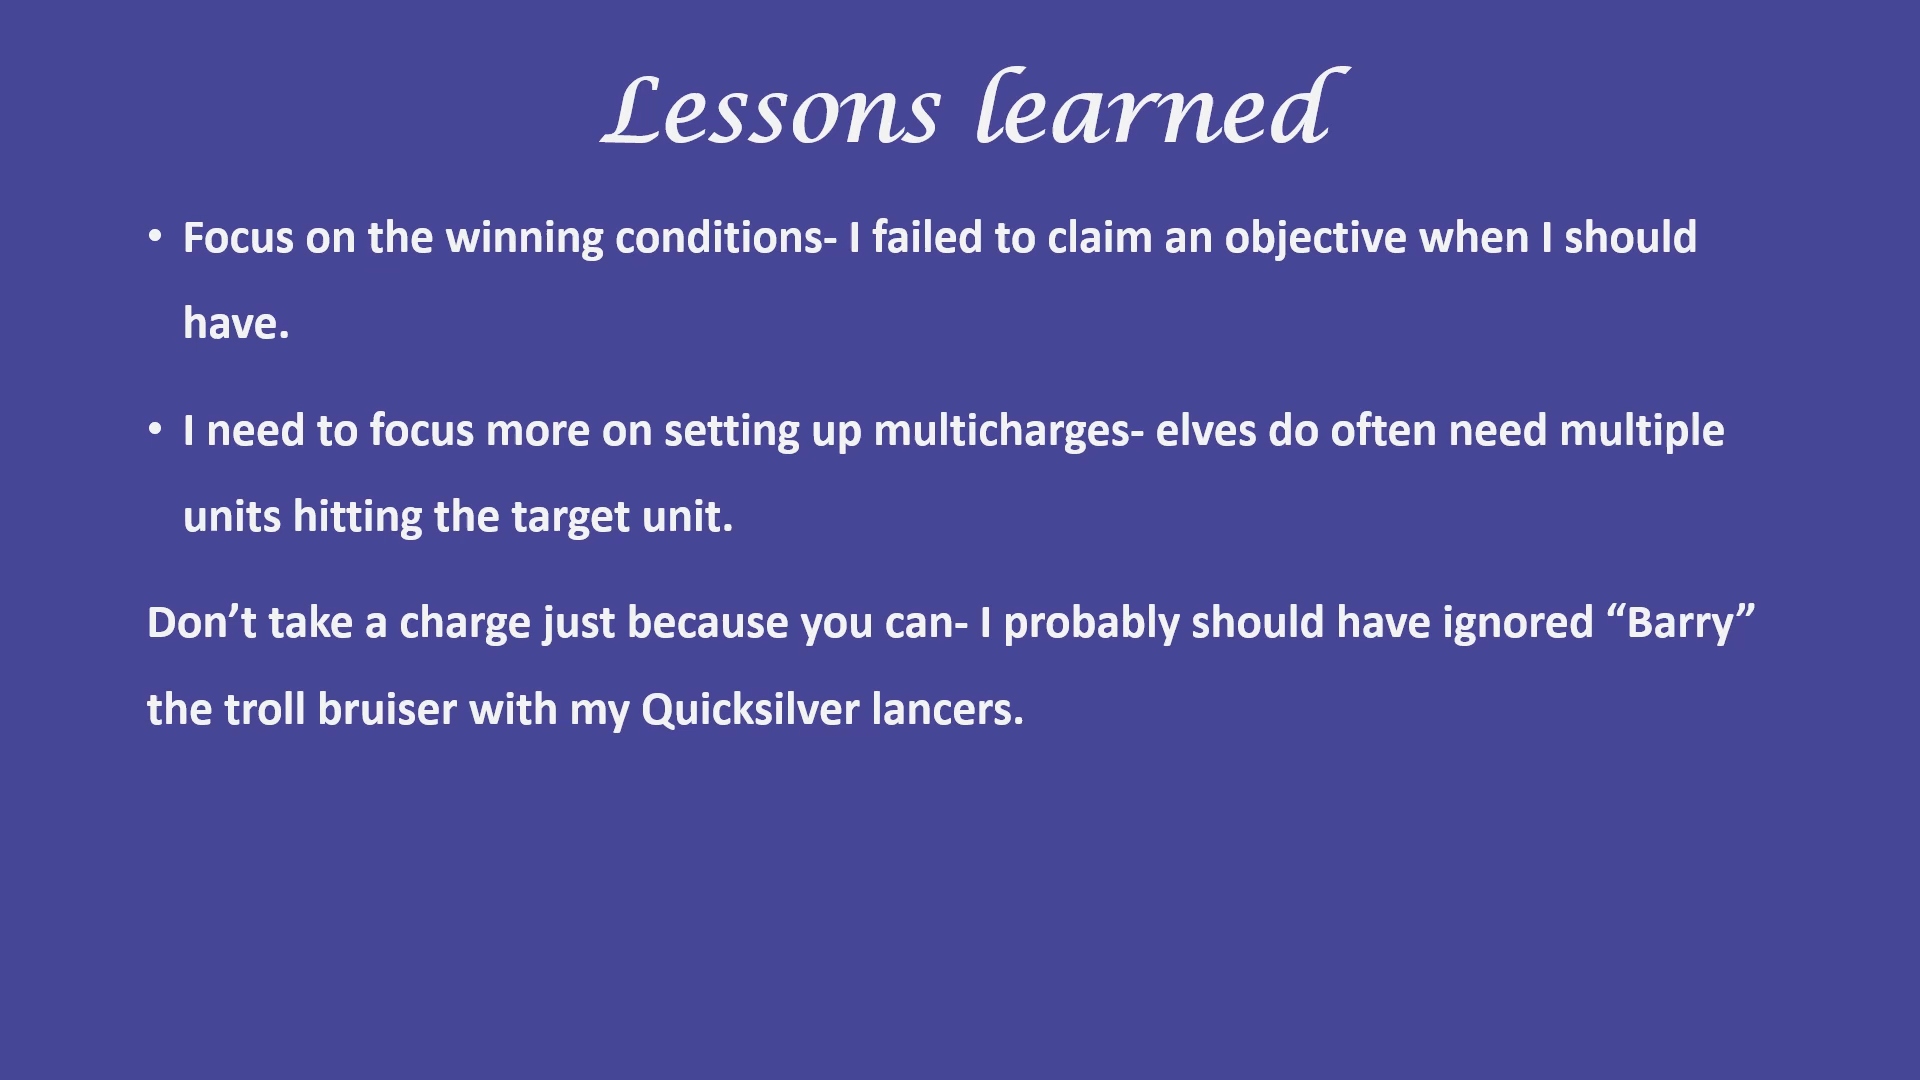 Lessons learned
• Focus on the winning conditions- I failed to claim an objective when I should
have.
• I need to focus more on setting up multicharges- elves do often need multiple
units hitting the target unit.
Don’t take a charge just because you can- I probably should have ignored “Barry”
the troll bruiser with my Quicksilver lancers.